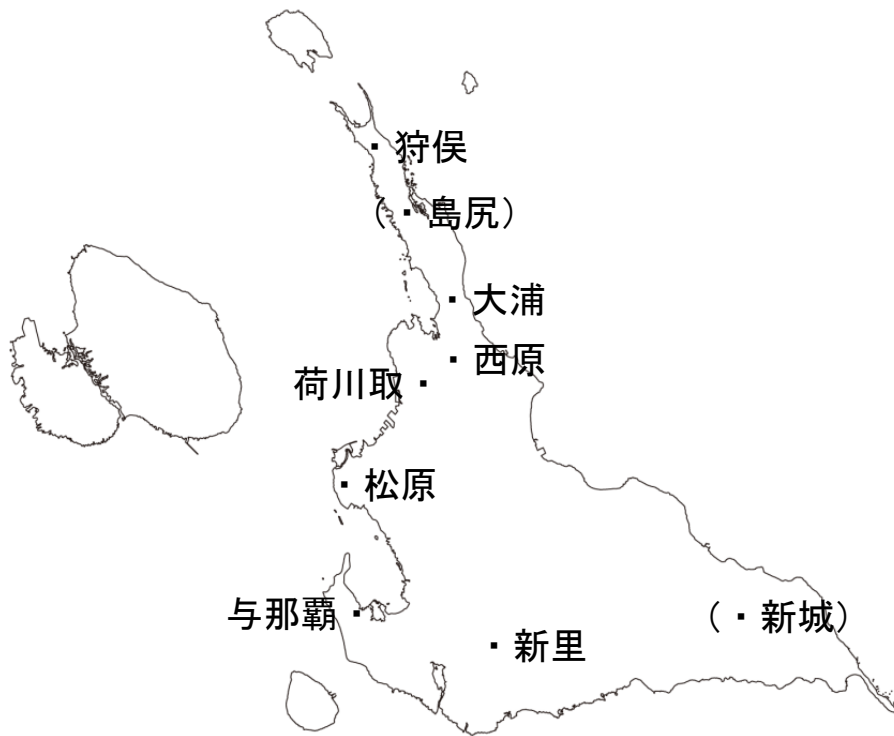 狩俣
（・島尻）
・大浦
・西原
荷川取・
・松原
与那覇・
（・新城）
・新里